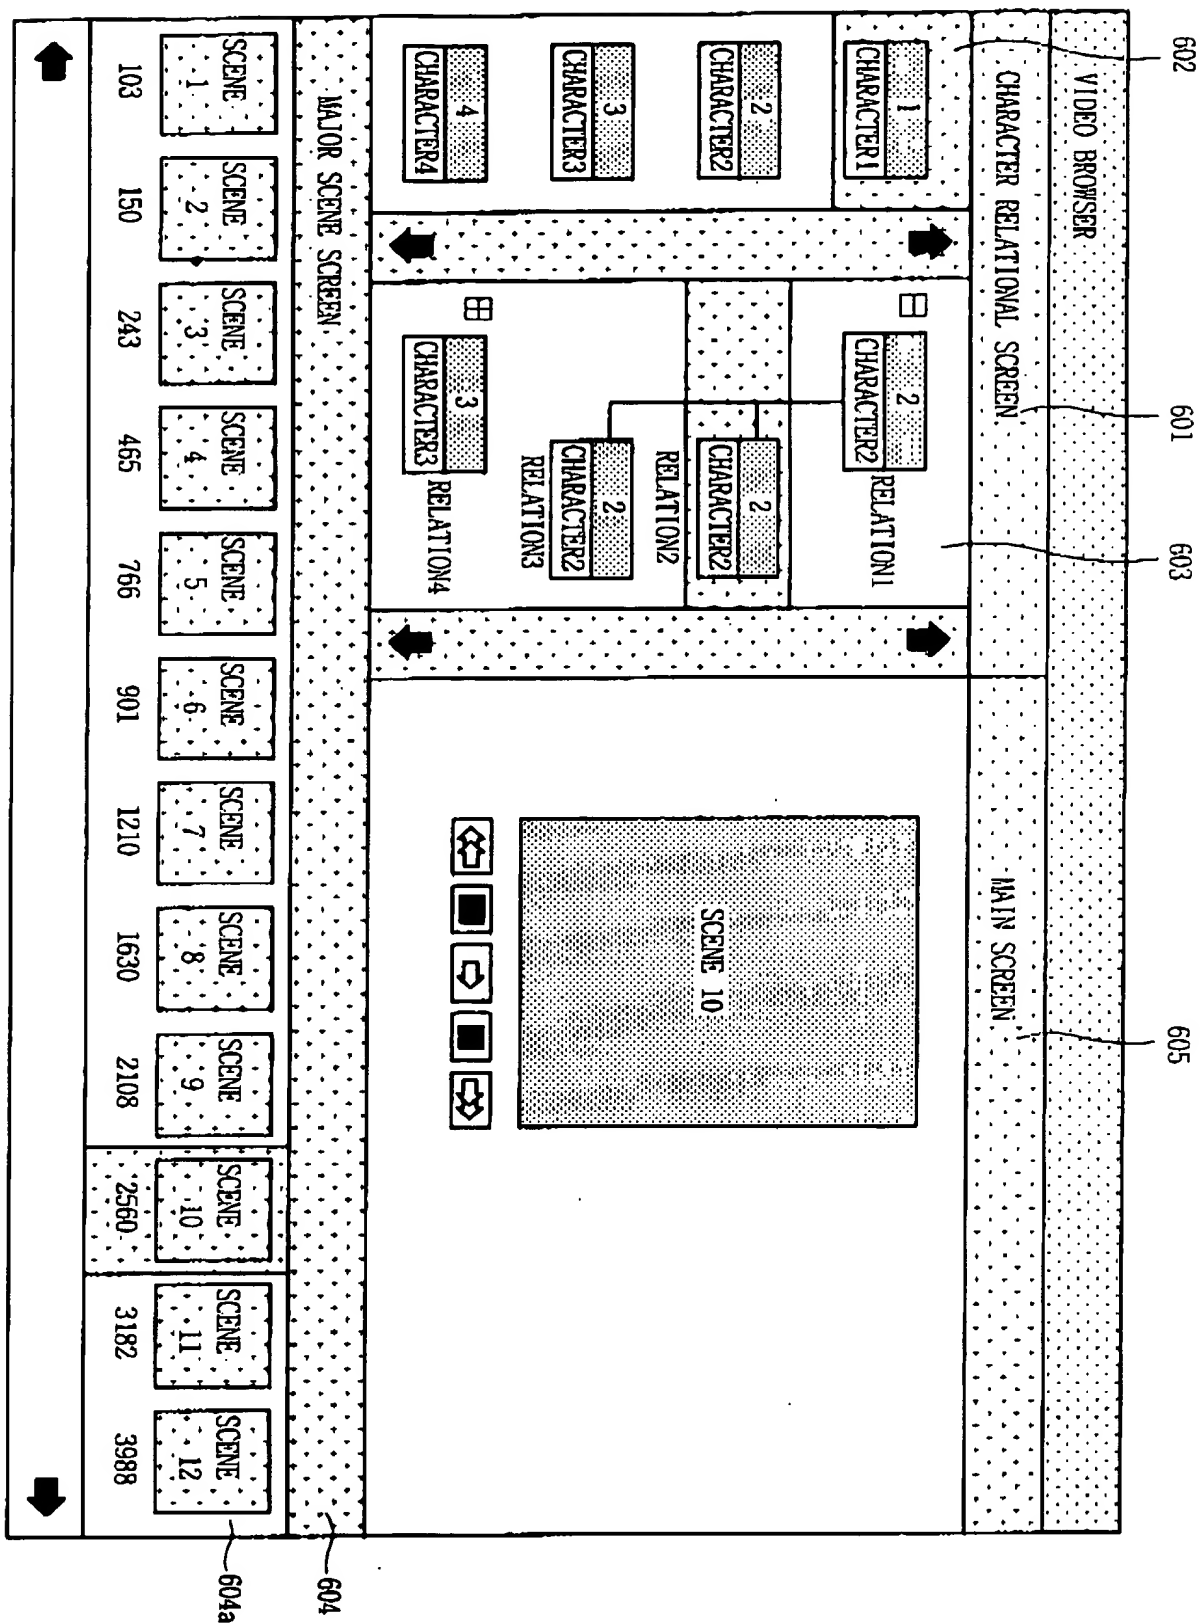 602
601
603
605
VIDEO BROWSER
CHARACTER RELATIONAL SCREEN
MAIN SCREEN
1
CHARACTER1
2
CHARACTER2
3
CHARACTER3
4
CHARACTER4
2
CHARACTER2
RELATION1
2
CHARACTER2
RELATION2
2
CHARACTER2
RELATION3
3
CHARACTER3
RELATION4
SCENE 10
MAJOR SCENE SCREEN
604
SCENE
1
SCENE
2
SCENE
3
SCENE
4
SCENE
5
SCENE
6
SCENE
7
SCENE
8
SCENE
9
SCENE
10
SCENE
11
SCENE
12
604a
103
150
243
465
766
901
1210
1630
2108
2560
3182
3988